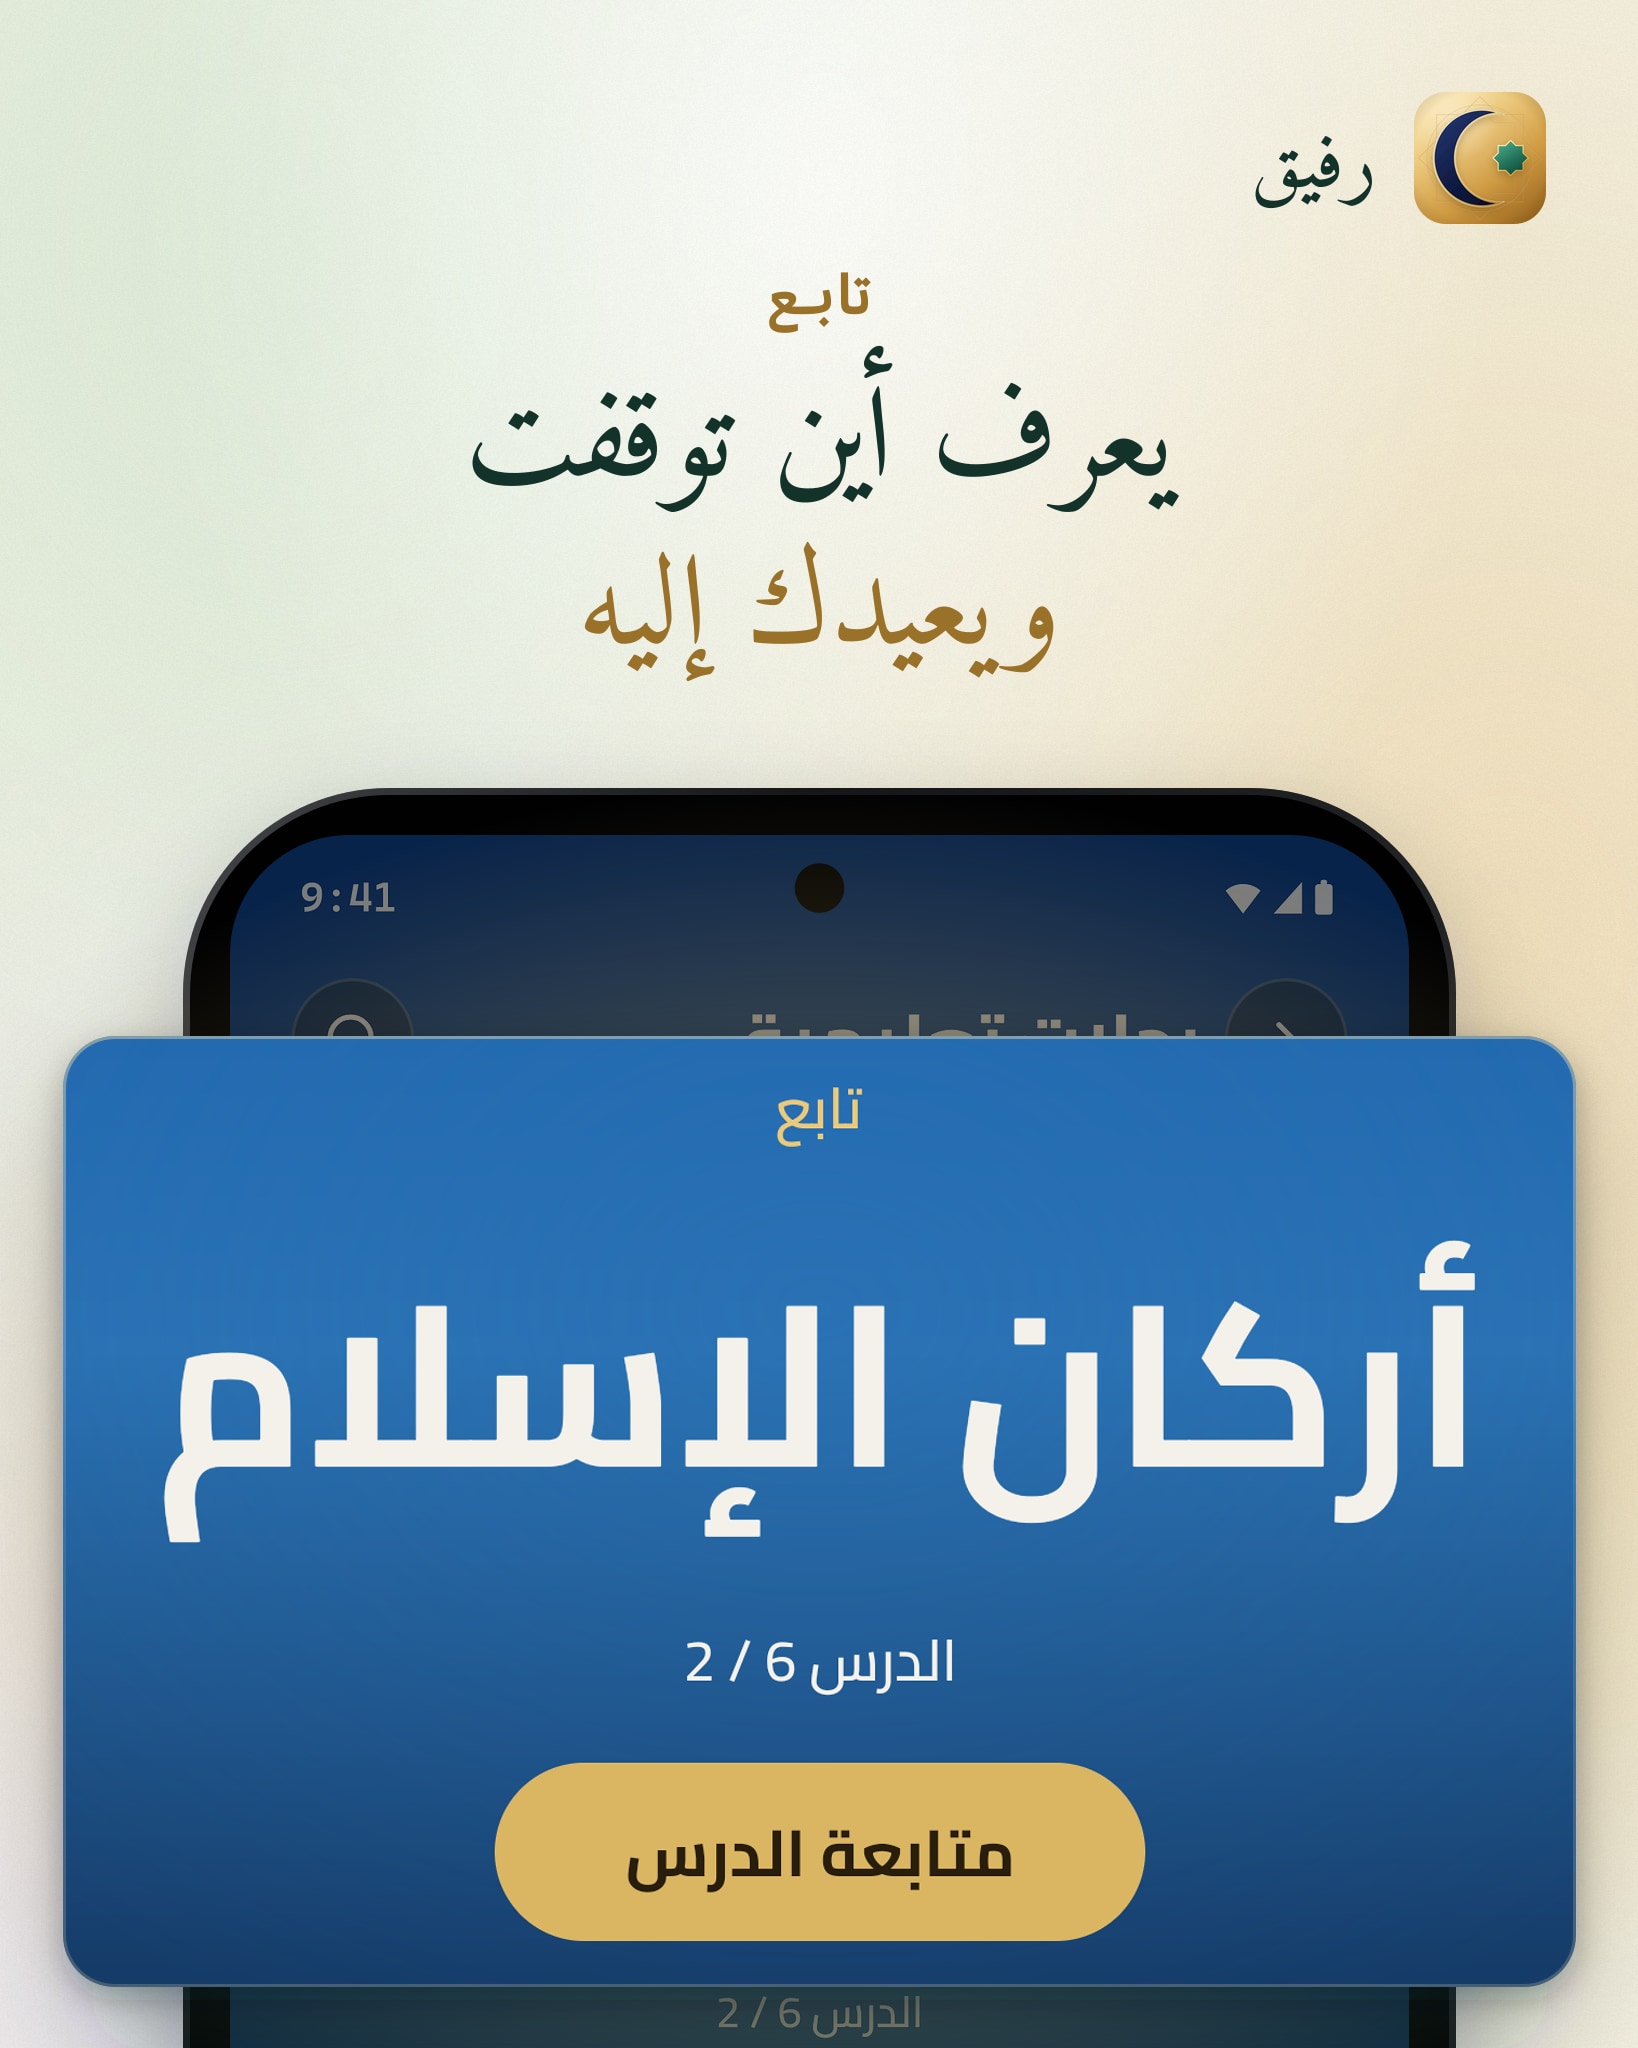 رفيق
تابع
يعرف أين توقفت
ويعيدك إليه
9:41
تابع
أركان الإسلام
الدرس 6 / 2
متابعة الدرس
الدرس 6 / 2